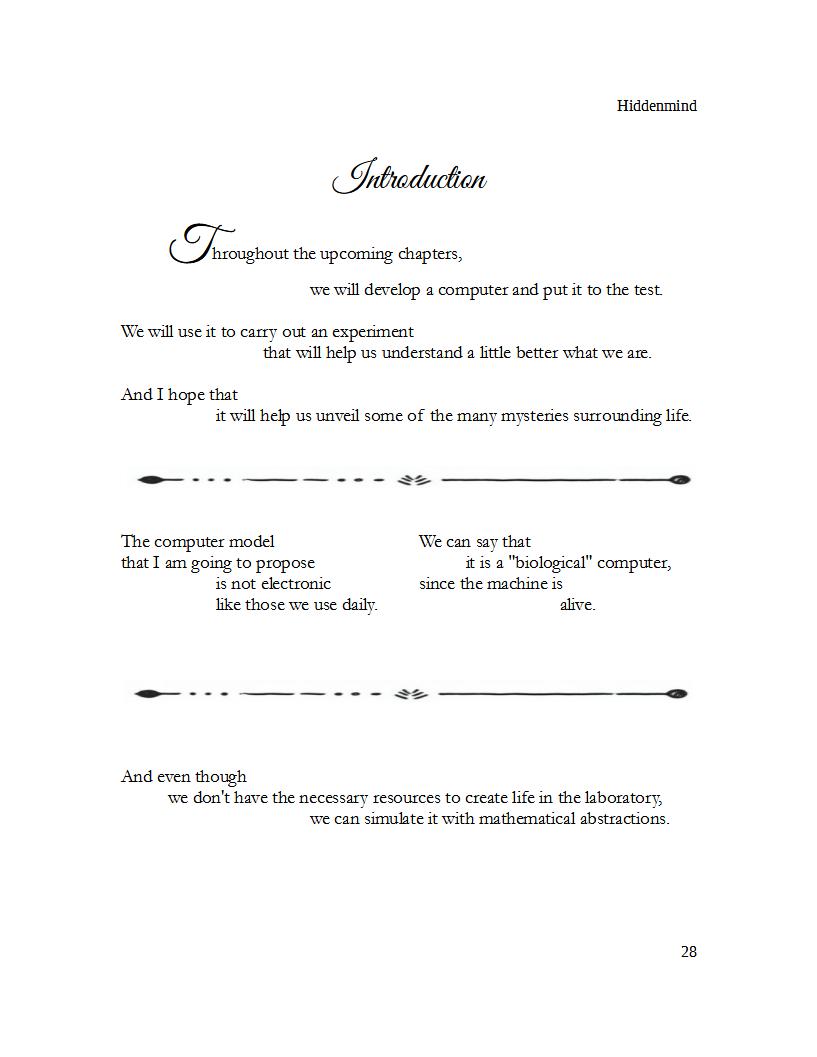 Hiddenmind
Introduction
Throughout the upcoming chapters,
we will develop a computer and put it to the test.
We will use it to carry out an experiment
that will help us understand a little better what we are.
And I hope that
it will help us unveil some of the many mysteries surrounding life.
The computer model
that I am going to propose
is not electronic
like those we use daily.
We can say that
it is a "biological" computer,
since the machine is
alive.
And even though
we don't have the necessary resources to create life in the laboratory,
we can simulate it with mathematical abstractions.
28